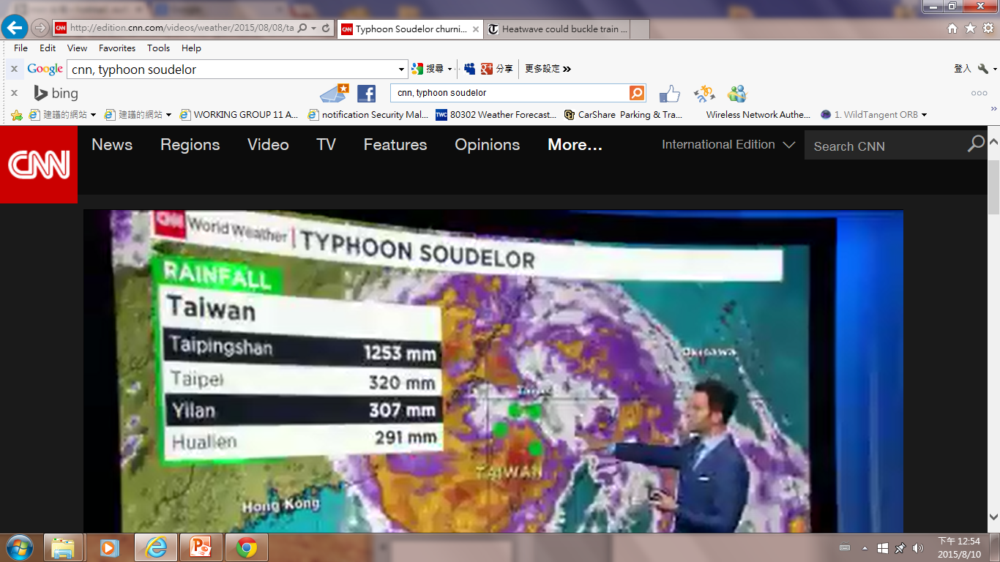 http://edition.cnn.com/videos/weather/2015/08/08/ta
Typhoon Soudelor churni...
Heatwave could buckle train ...
File Edit View Favorites Tools Help
Google cnn, typhoon soudelor 搜尋 分享 更多設定 登入
bing cnn, typhoon soudelor
建議的網站 建議的網站 WORKING GROUP 11 A... notification Security Mal... TWC 80302 Weather Forecast... CarShare Parking & Tra... Wireless Network Authe... 1. WildTangent ORB
CNN News Regions Video TV Features Opinions More... International Edition Search CNN
CNN World Weather | TYPHOON SOUDELOR
RAINFALL
Taiwan
Taipingshan 1253 mm
Taipei 320 mm
Yilan 307 mm
Hualien 291 mm
Okinawa
Taipei
TAIWAN
Hong Kong
下午 12:54
2015/8/10